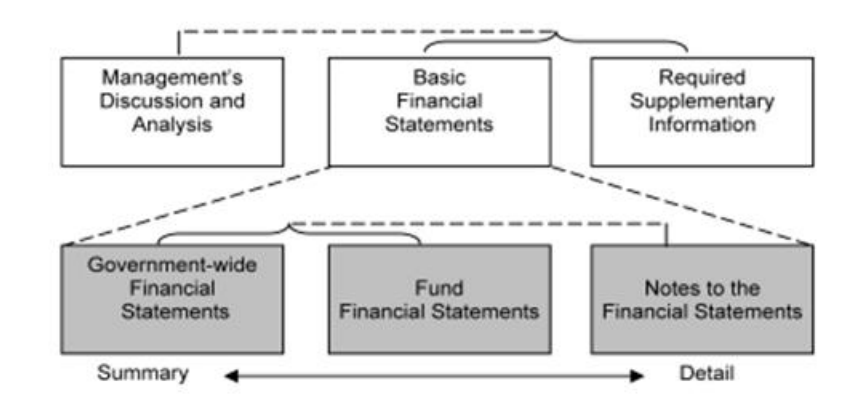 Management's
Discussion and
Analysis
Basic
Financial
Statements
Required
Supplementary
Information
Government-wide
Financial
Statements
Fund
Financial Statements
Notes to the
Financial Statements
Summary
Detail